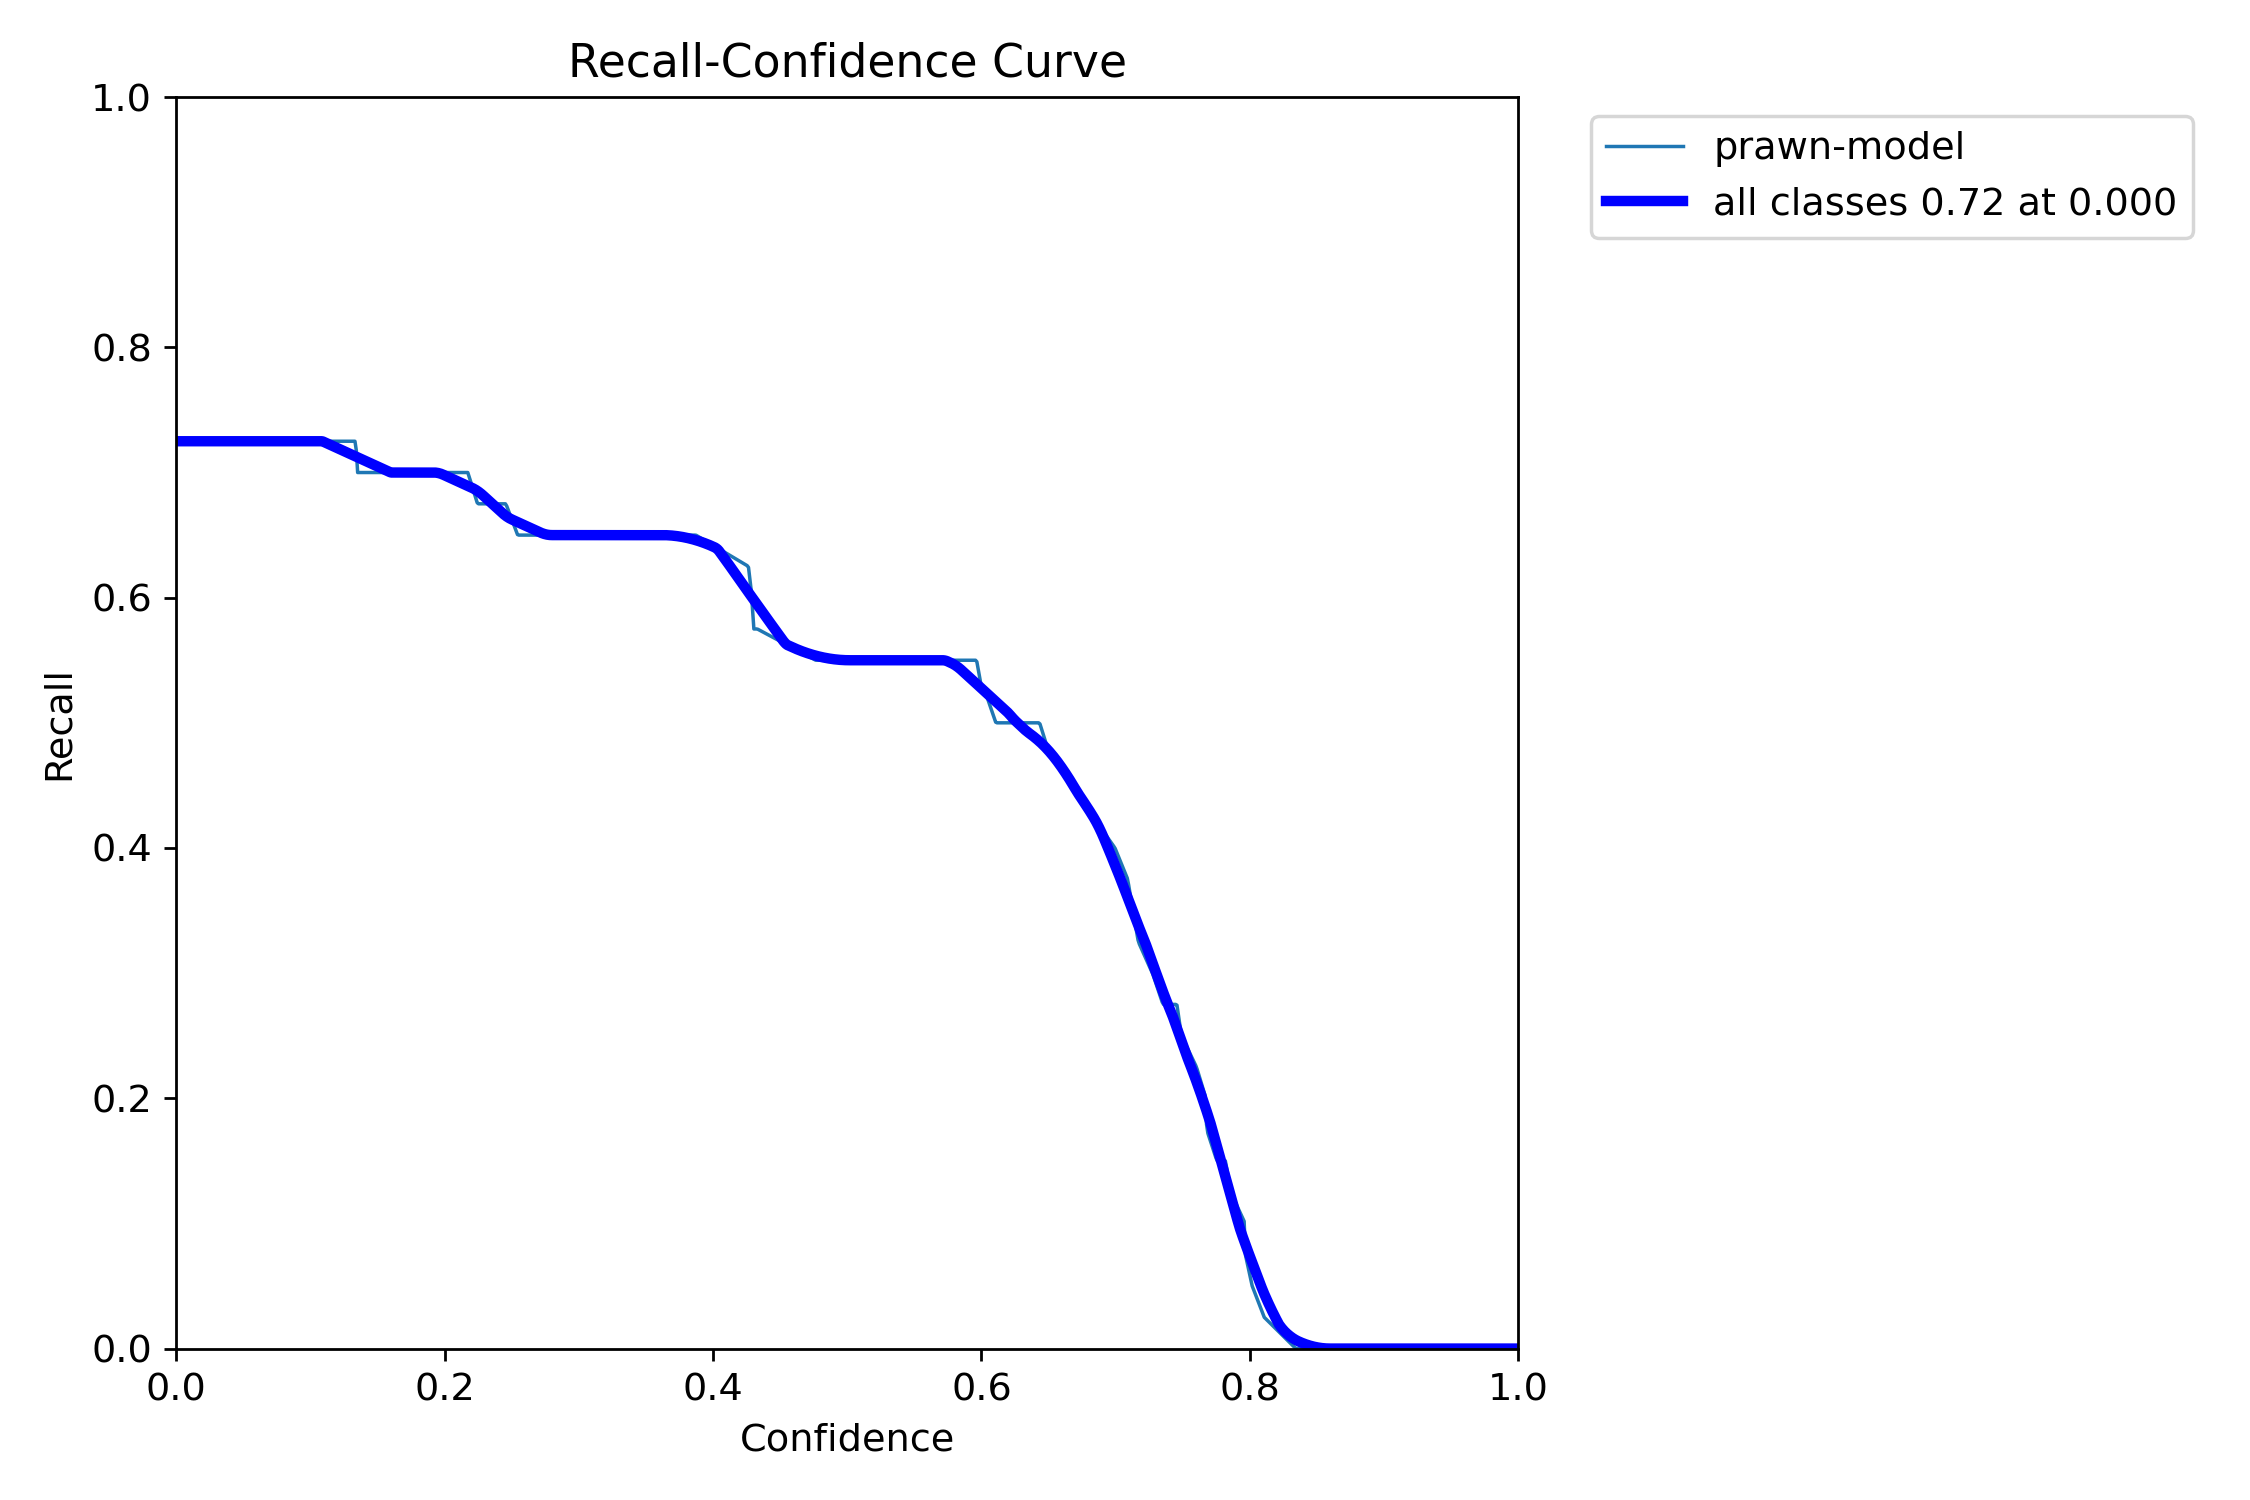 Recall-Confidence Curve
1.0
0.8
0.6
0.4
0.2
0.0
Recall
0.0 0.2 0.4 0.6 0.8 1.0
Confidence
prawn-model
all classes 0.72 at 0.000